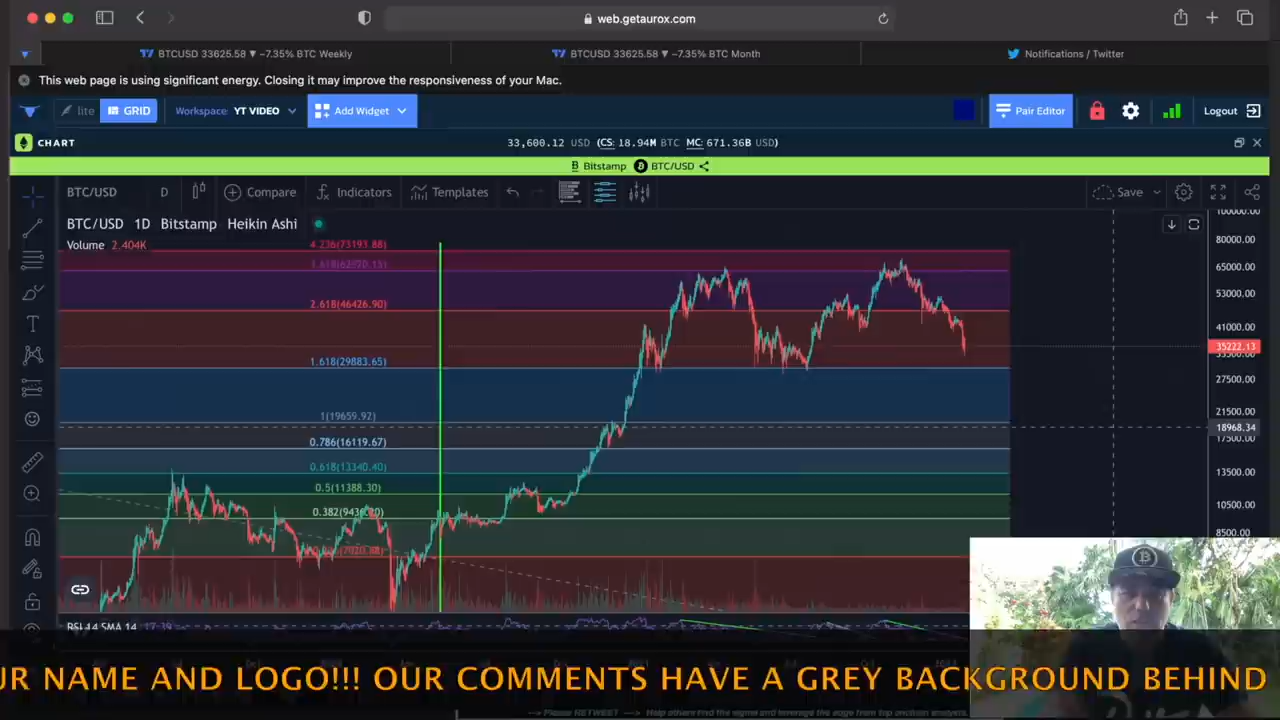 web.getaurox.com
BTCUSD 33625.58 ▼ −7.35% BTC Weekly
BTCUSD 33625.58 ▼ −7.35% BTC Month
Notifications / Twitter
This web page is using significant energy. Closing it may improve the responsiveness of your Mac.
lite
GRID
Workspace: YT VIDEO
Add Widget
Pair Editor
Logout
CHART
33,600.12 USD (CS: 18.94M BTC MC: 671.36B USD)
Bitstamp BTC/USD
BTC/USD D Compare Indicators Templates Save
BTC/USD 1D Bitstamp Heikin Ashi
Volume 2.404K
100000.00
80000.00
65000.00
53000.00
41000.00
35222.13
27500.00
21500.00
18968.34
17500.00
13500.00
10500.00
8500.00
4.236(73193.88)
2.618(46426.90)
1.618(29883.65)
1(19659.92)
0.786(16119.67)
0.618(13340.40)
0.5(11388.30)
RSI 14 SMA 14 17.39
UR NAME AND LOGO!!! OUR COMMENTS HAVE A GREY BACKGROUND BEHIND